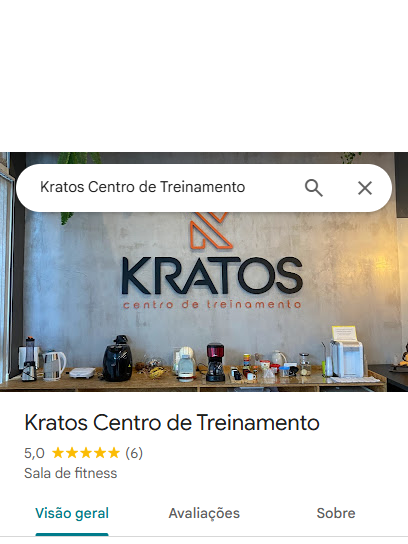 Kratos Centro de Treinamento
KRATOS
centro de treinamento
Kratos Centro de Treinamento
5,0 (6)
Sala de fitness
Visão geral Avaliações Sobre